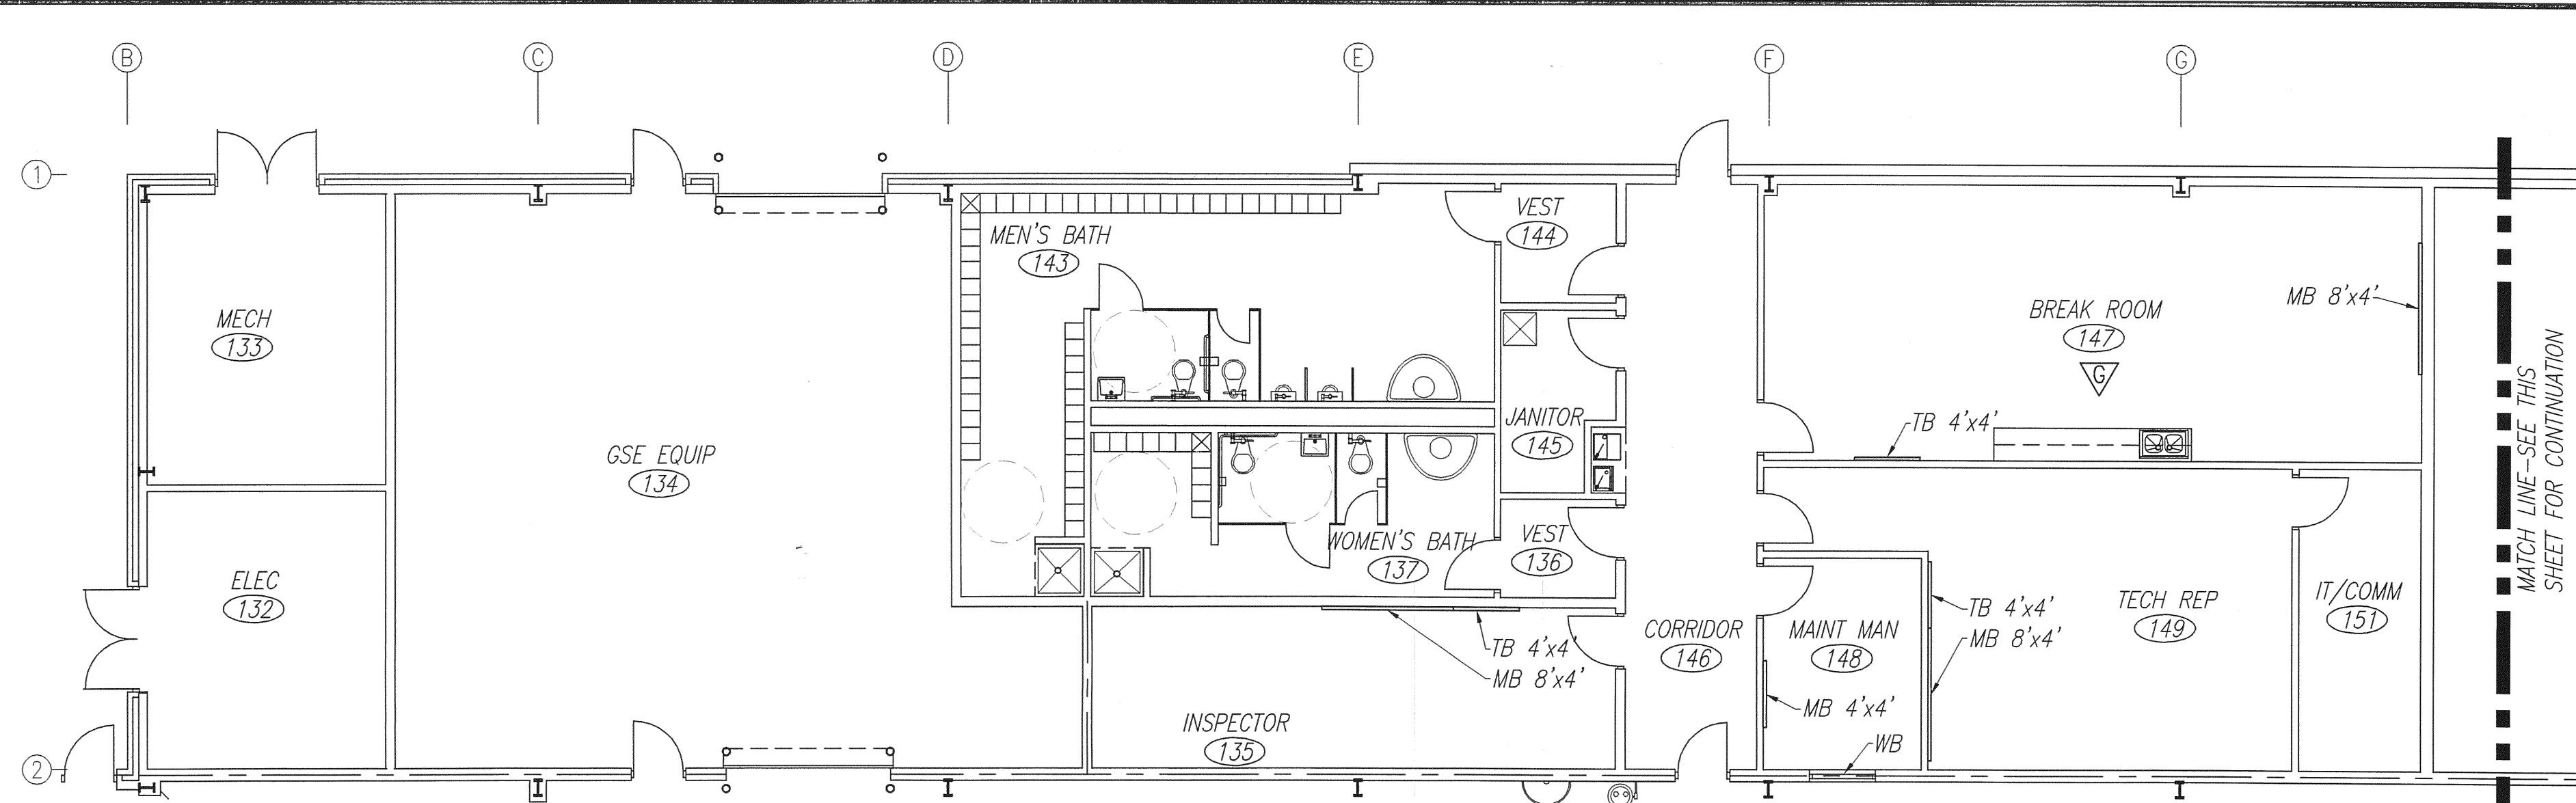 B
C
D
E
F
G
1
MEN'S BATH
143
VEST
144
MECH
133
BREAK ROOM
147
G
MB 8'x4'
TB 4'x4'
JANITOR
145
GSE EQUIP
134
WOMEN'S BATH
137
VEST
136
ELEC
132
TB 4'x4'
MB 8'x4'
INSPECTOR
135
CORRIDOR
146
MAINT MAN
148
MB 4'x4'
WB
TB 4'x4'
MB 8'x4'
TECH REP
149
IT/COMM
151
2
MATCH LINE-SEE THIS
SHEET FOR CONTINUATION